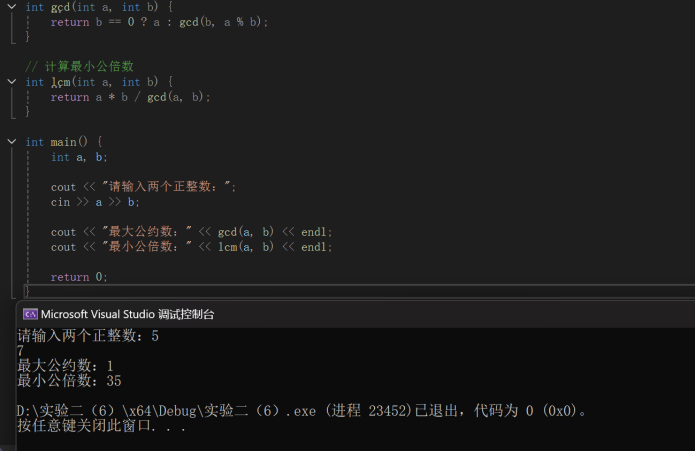 int gcd(int a, int b) {
return b == 0 ? a : gcd(b, a % b);
}
// 计算最小公倍数
int lcm(int a, int b) {
return a * b / gcd(a, b);
}
int main() {
int a, b;
cout << "请输入两个正整数：";
cin >> a >> b;
cout << "最大公约数：" << gcd(a, b) << endl;
cout << "最小公倍数：" << lcm(a, b) << endl;
return 0;
}
Microsoft Visual Studio 调试控制台
请输入两个正整数：5
7
最大公约数：1
最小公倍数：35
D:\实验二（6）\x64\Debug\实验二（6）.exe (进程 23452)已退出，代码为 0 (0x0)。
按任意键关闭此窗口. . .